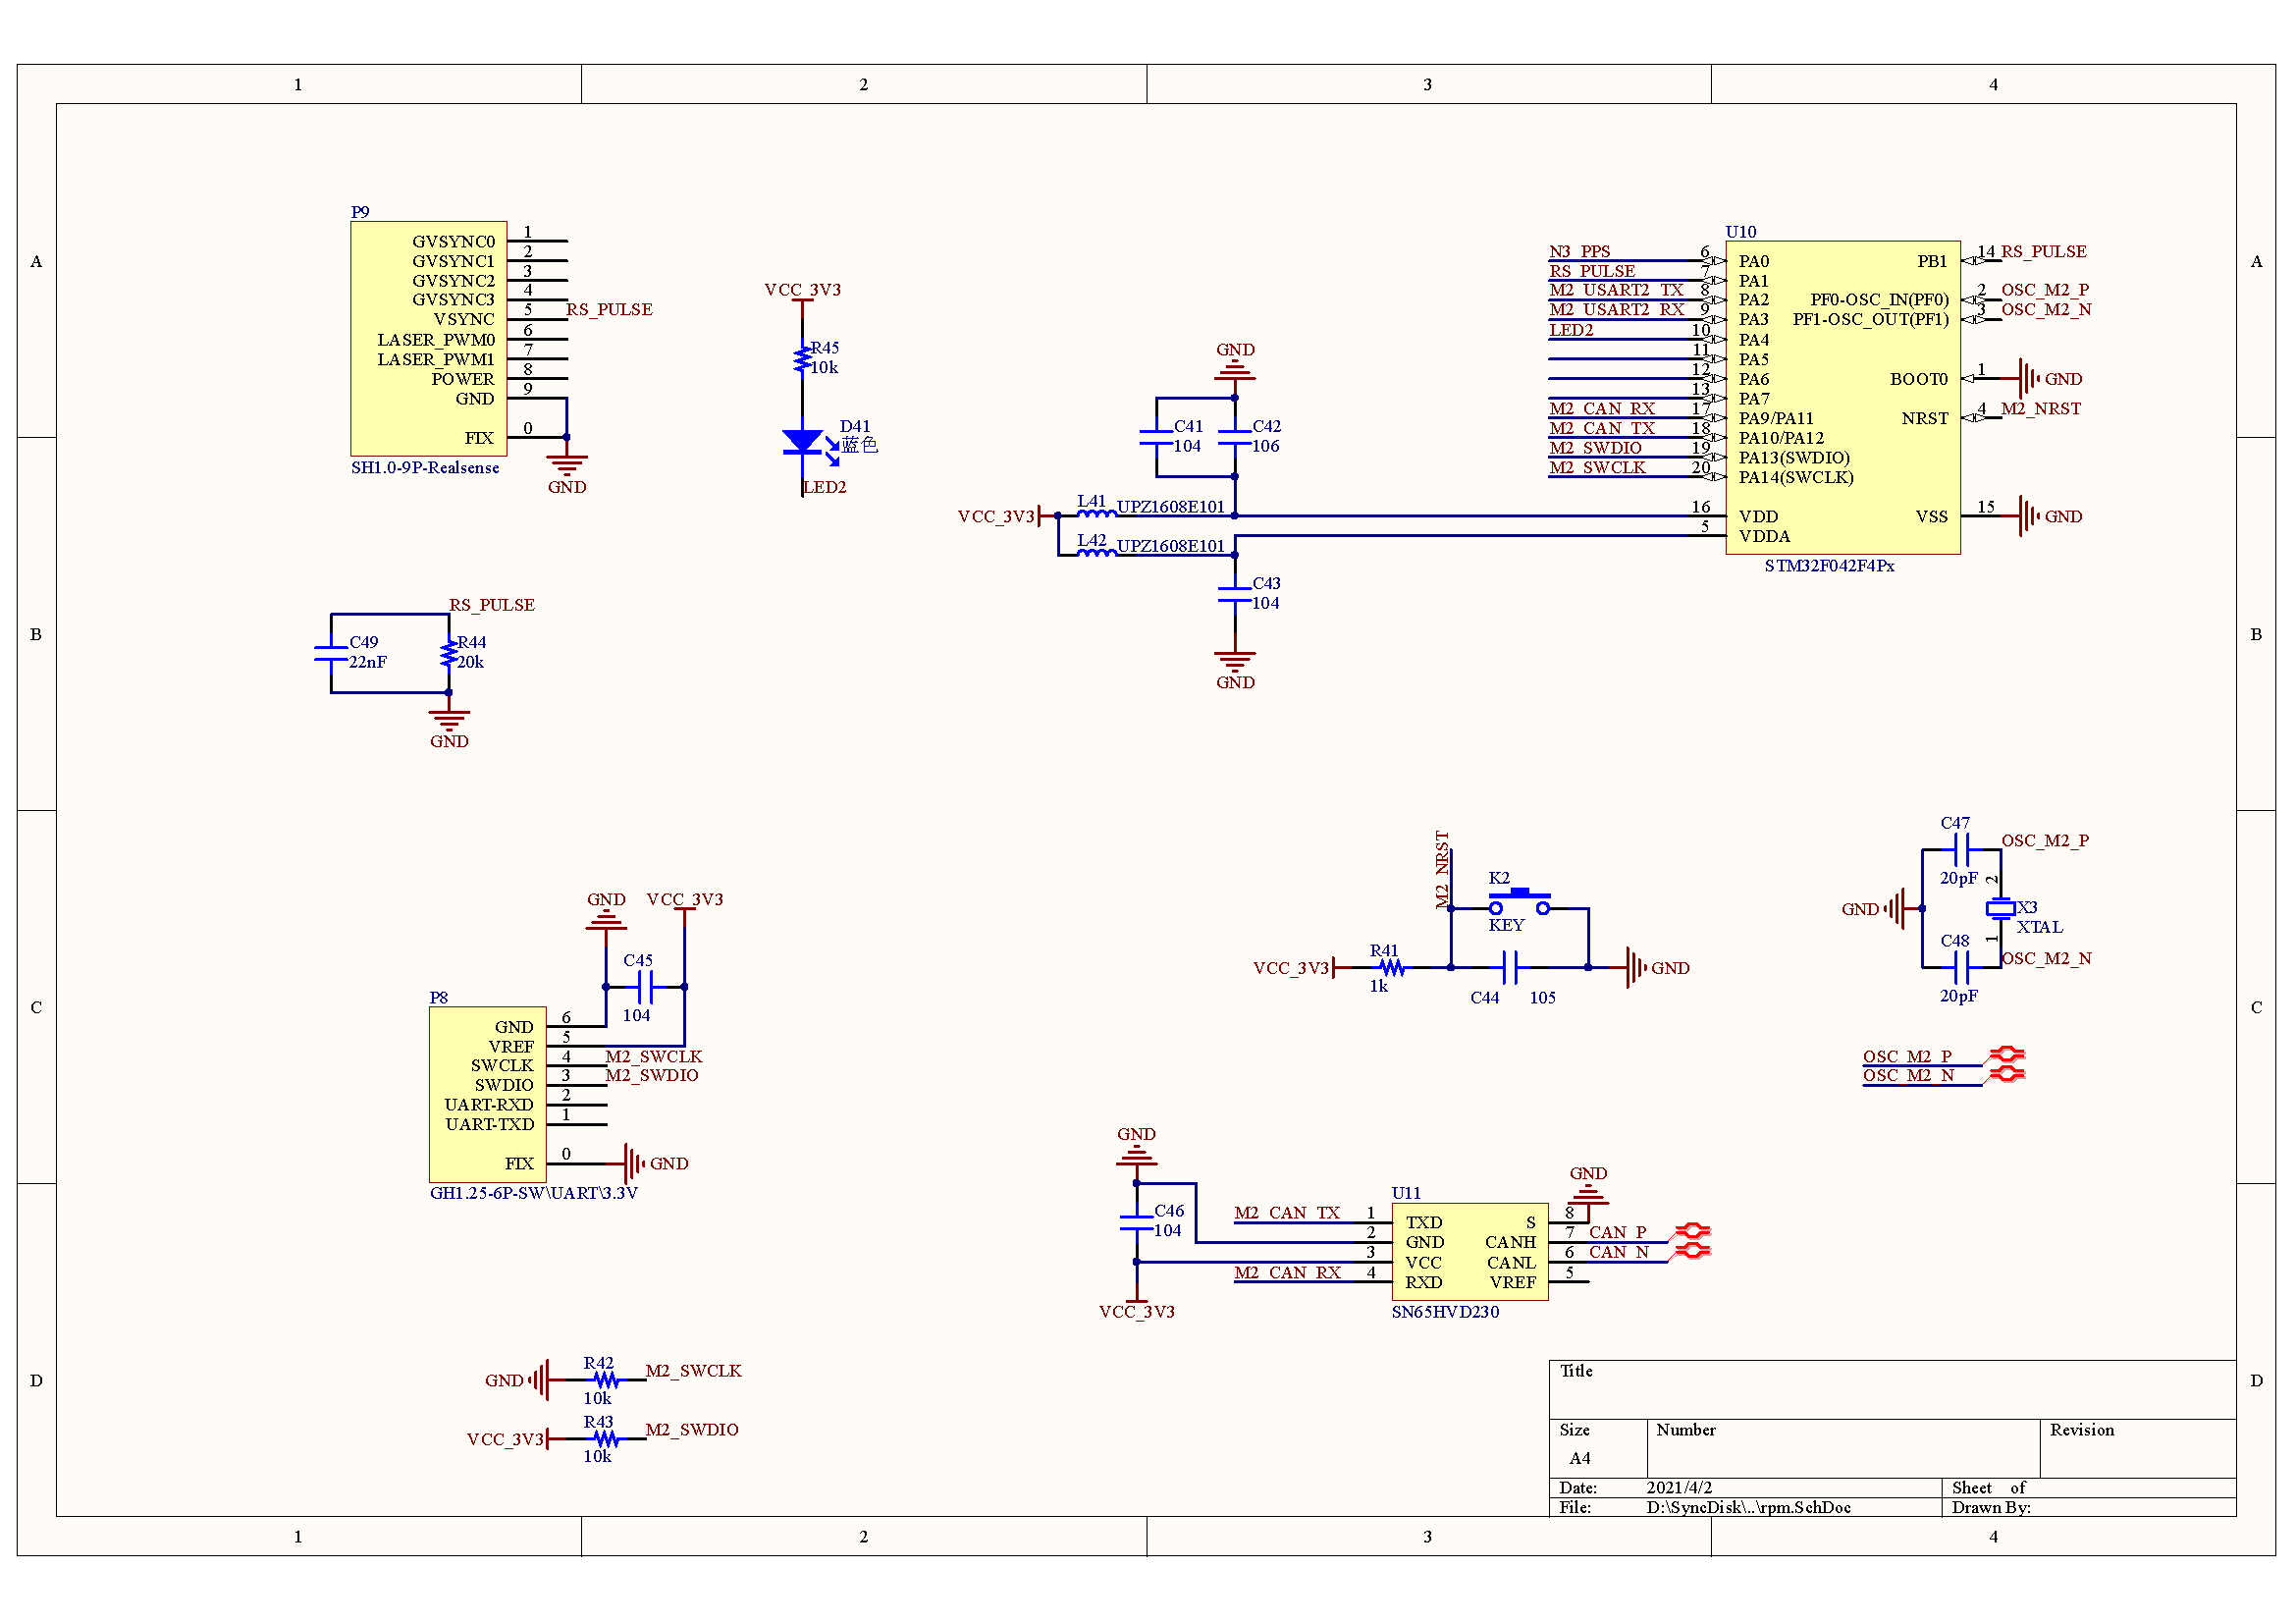 1 2 3 4
A A
B B
C C
D D
P9
GVSYNC0 1
GVSYNC1 2
GVSYNC2 3
GVSYNC3 4
VSYNC 5 RS_PULSE
LASER_PWM0 6
LASER_PWM1 7
POWER 8
GND 9
FIX 0
SH1.0-9P-Realsense
GND
VCC_3V3
R45
10k
D41
蓝色
LED2
GND
C41
104
C42
106
VCC_3V3
L41 UPZ1608E101
L42 UPZ1608E101
C43
104
GND
U10
N3_PPS 6 PA0
RS_PULSE 7 PA1
M2_USART2_TX 8 PA2
M2_USART2_RX 9 PA3
LED2 10 PA4
11 PA5
12 PA6
13 PA7
M2_CAN_RX 17 PA9/PA11
M2_CAN_TX 18 PA10/PA12
M2_SWDIO 19 PA13(SWDIO)
M2_SWCLK 20 PA14(SWCLK)
16 VDD
5 VDDA
PB1 14 RS_PULSE
PF0-OSC_IN(PF0) 2 OSC_M2_P
PF1-OSC_OUT(PF1) 3 OSC_M2_N
BOOT0 1 GND
NRST 4 M2_NRST
VSS 15 GND
STM32F042F4Px
RS_PULSE
C49
22nF
R44
20k
GND
GND VCC_3V3
C45
104
P8
GND 6
VREF 5
SWCLK 4 M2_SWCLK
SWDIO 3 M2_SWDIO
UART-RXD 2
UART-TXD 1
FIX 0 GND
GH1.25-6P-SW\UART\3.3V
M2_NRST
K2
KEY
VCC_3V3
R41
1k
C44 105
GND
C47
20pF
OSC_M2_P
2
GND
X3
XTAL
1
C48
20pF
OSC_M2_N
OSC_M2_P
OSC_M2_N
GND
C46
104
VCC_3V3
U11
M2_CAN_TX 1 TXD
2 GND
3 VCC
M2_CAN_RX 4 RXD
S 8
GND
CANH 7 CAN_P
CANL 6 CAN_N
VREF 5
SN65HVD230
GND
R42
10k
M2_SWCLK
VCC_3V3
R43
10k
M2_SWDIO
Title
Size Number Revision
A4
Date: 2021/4/2 Sheet of
File: D:\SyncDisk\..\rpm.SchDoc Drawn By:
1 2 3 4